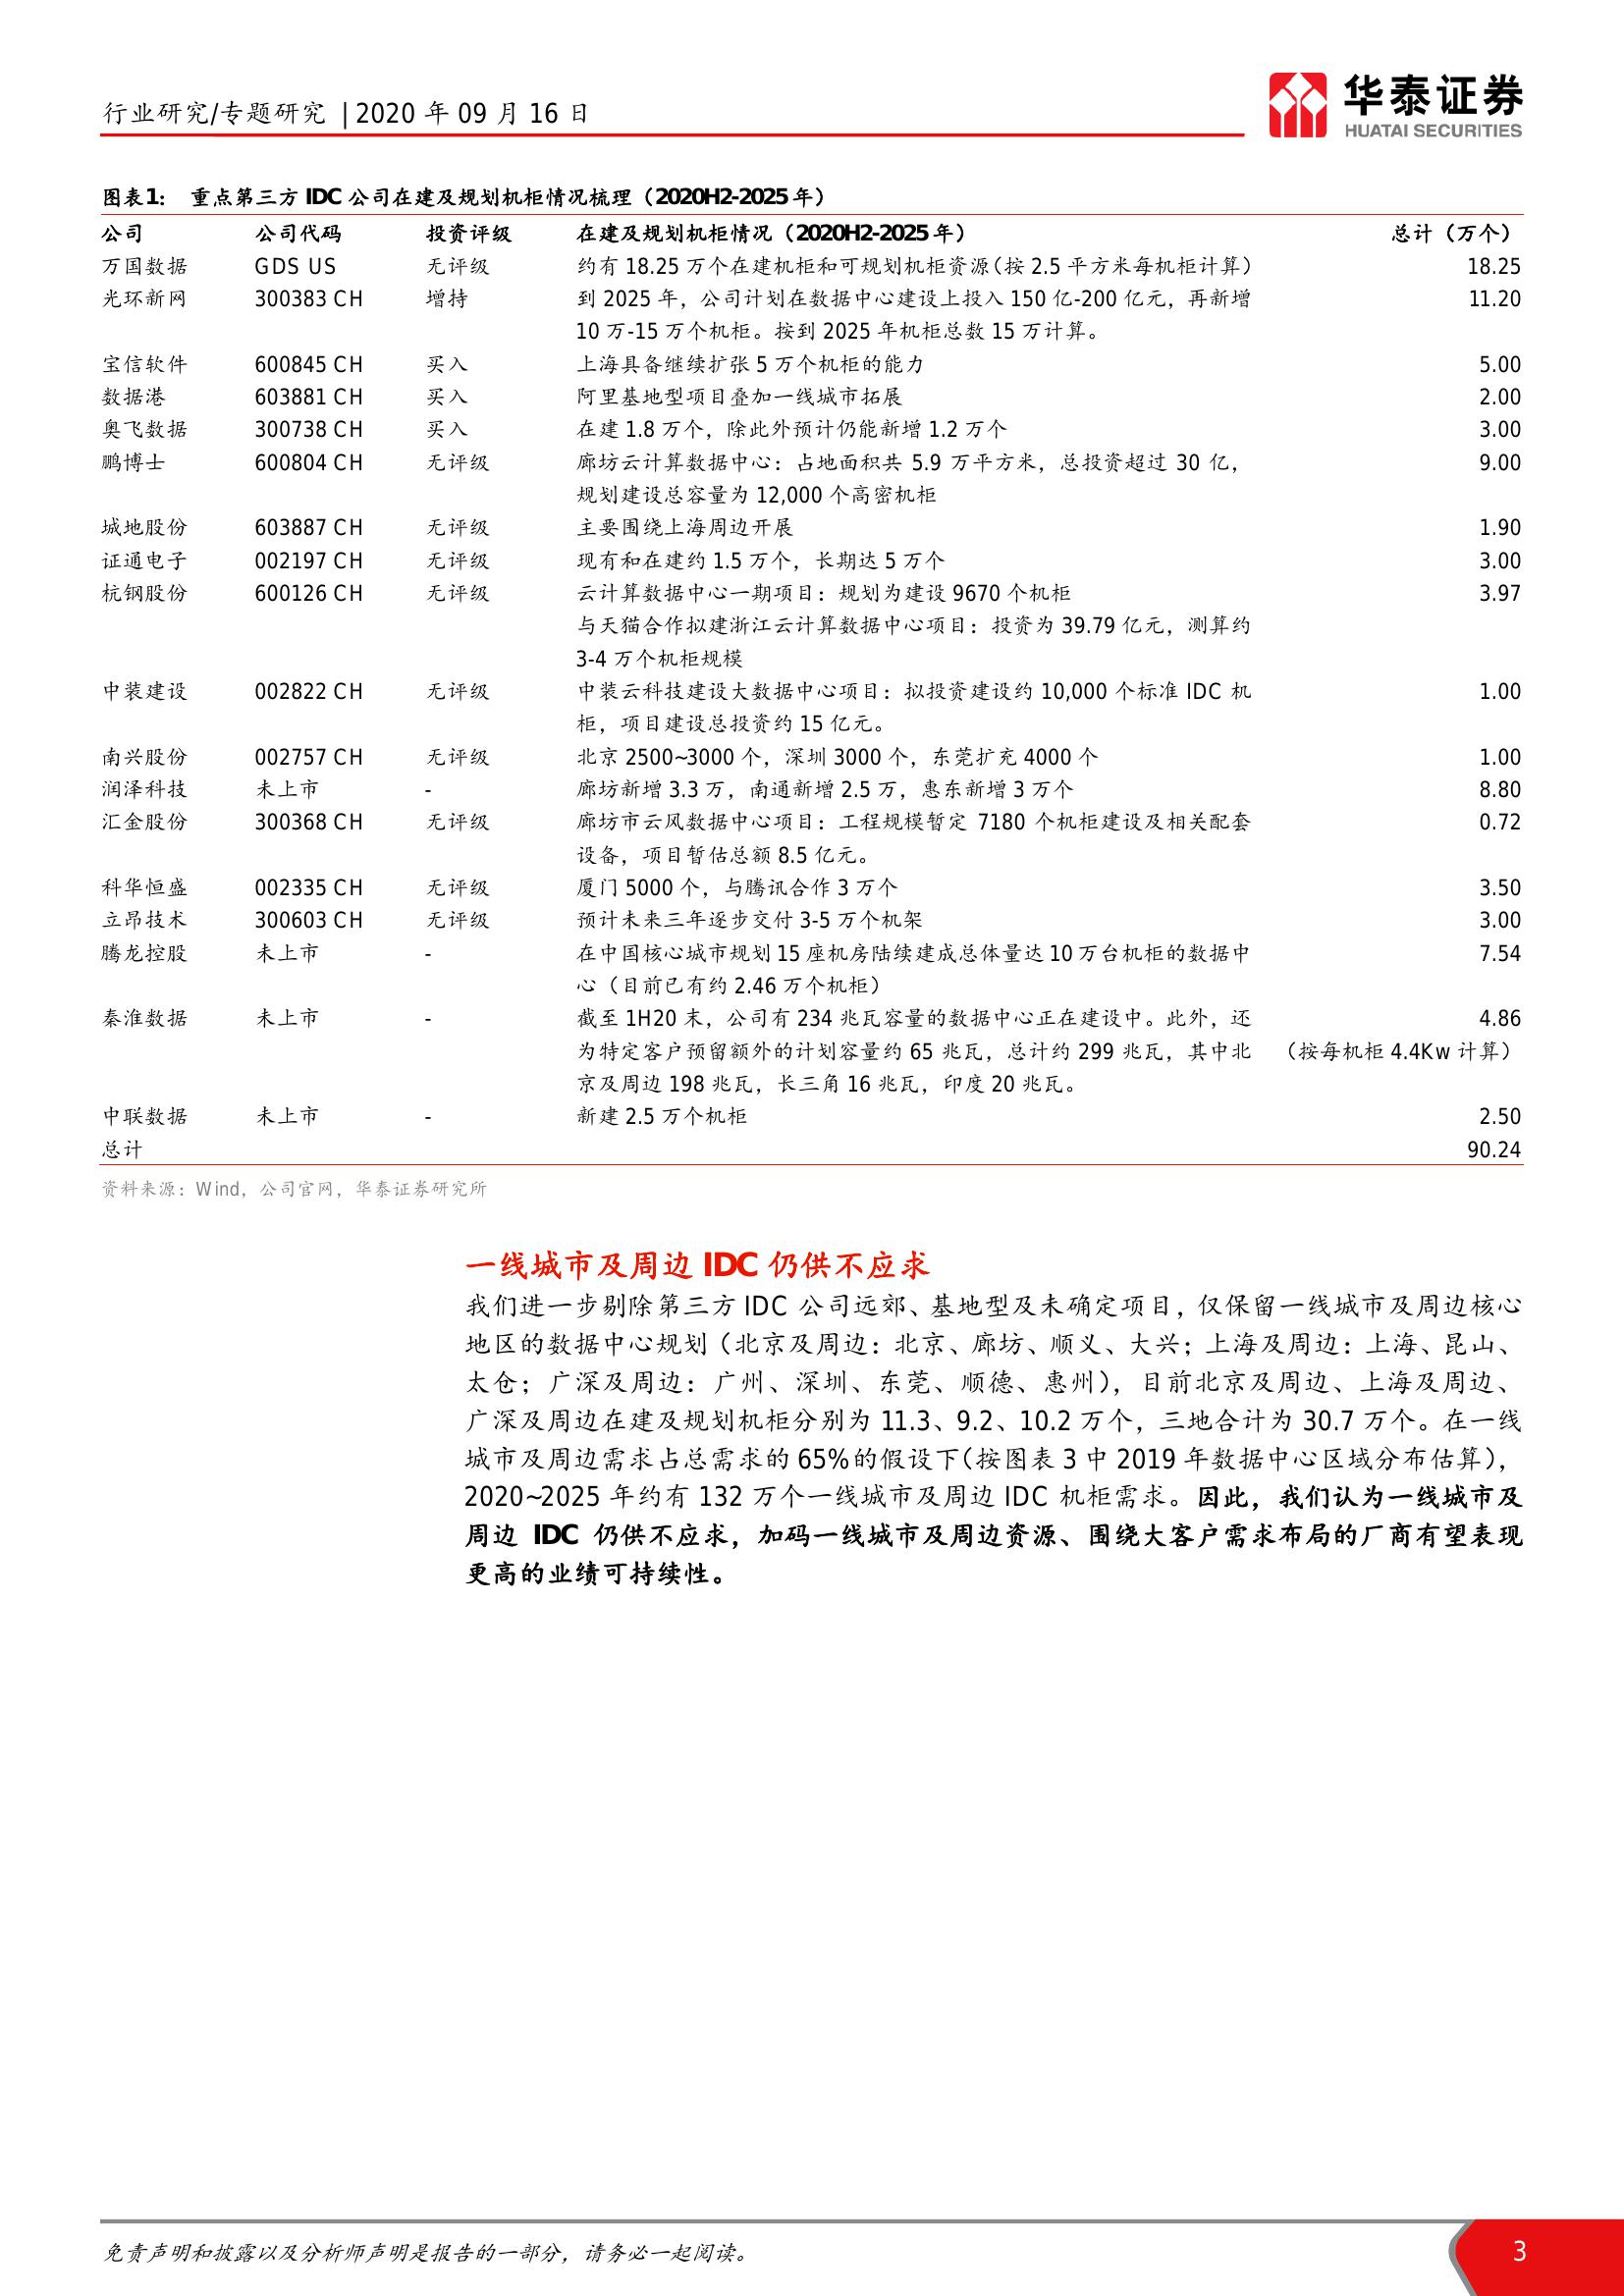 行业研究/专题研究 | 2020 年 09 月 16 日
华泰证券
HUATAI SECURITIES
图表1： 重点第三方 IDC 公司在建及规划机柜情况梳理（2020H2-2025 年）
公司 公司代码 投资评级 在建及规划机柜情况（2020H2-2025 年） 总计（万个）
万国数据 GDS US 无评级 约有 18.25 万个在建机柜和可规划机柜资源（按 2.5 平方米每机柜计算） 18.25
光环新网 300383 CH 增持 到 2025 年，公司计划在数据中心建设上投入 150 亿-200 亿元，再新增 11.20
10 万-15 万个机柜。按到 2025 年机柜总数 15 万计算。
宝信软件 600845 CH 买入 上海具备继续扩张 5 万个机柜的能力 5.00
数据港 603881 CH 买入 阿里基地型项目叠加一线城市拓展 2.00
奥飞数据 300738 CH 买入 在建 1.8 万个，除此外预计仍能新增 1.2 万个 3.00
鹏博士 600804 CH 无评级 廊坊云计算数据中心：占地面积共 5.9 万平方米，总投资超过 30 亿， 9.00
规划建设总容量为 12,000 个高密机柜
城地股份 603887 CH 无评级 主要围绕上海周边开展 1.90
证通电子 002197 CH 无评级 现有和在建约 1.5 万个，长期达 5 万个 3.00
杭钢股份 600126 CH 无评级 云计算数据中心一期项目：规划为建设 9670 个机柜 3.97
与天猫合作拟建浙江云计算数据中心项目：投资为 39.79 亿元，测算约
3-4 万个机柜规模
中装建设 002822 CH 无评级 中装云科技建设大数据中心项目：拟投资建设约 10,000 个标准 IDC 机 1.00
柜，项目建设总投资约 15 亿元。
南兴股份 002757 CH 无评级 北京 2500~3000 个，深圳 3000 个，东莞扩充 4000 个 1.00
润泽科技 未上市 - 廊坊新增 3.3 万，南通新增 2.5 万，惠东新增 3 万个 8.80
汇金股份 300368 CH 无评级 廊坊市云风数据中心项目：工程规模暂定 7180 个机柜建设及相关配套 0.72
设备，项目暂估总额 8.5 亿元。
科华恒盛 002335 CH 无评级 厦门 5000 个，与腾讯合作 3 万个 3.50
立昂技术 300603 CH 无评级 预计未来三年逐步交付 3-5 万个机架 3.00
腾龙控股 未上市 - 在中国核心城市规划 15 座机房陆续建成总体量达 10 万台机柜的数据中 7.54
心（目前已有约 2.46 万个机柜）
秦淮数据 未上市 - 截至 1H20 末，公司有 234 兆瓦容量的数据中心正在建设中。此外，还 4.86
为特定客户预留额外的计划容量约 65 兆瓦，总计约 299 兆瓦，其中北 （按每机柜 4.4Kw 计算）
京及周边 198 兆瓦，长三角 16 兆瓦，印度 20 兆瓦。
中联数据 未上市 - 新建 2.5 万个机柜 2.50
总计 90.24
资料来源：Wind，公司官网，华泰证券研究所
一线城市及周边 IDC 仍供不应求
我们进一步剔除第三方 IDC 公司远郊、基地型及未确定项目，仅保留一线城市及周边核心
地区的数据中心规划（北京及周边：北京、廊坊、顺义、大兴；上海及周边：上海、昆山、
太仓；广深及周边：广州、深圳、东莞、顺德、惠州），目前北京及周边、上海及周边、
广深及周边在建及规划机柜分别为 11.3、9.2、10.2 万个，三地合计为 30.7 万个。在一线
城市及周边需求占总需求的 65%的假设下（按图表 3 中 2019 年数据中心区域分布估算），
2020~2025 年约有 132 万个一线城市及周边 IDC 机柜需求。因此，我们认为一线城市及
周边 IDC 仍供不应求，加码一线城市及周边资源、围绕大客户需求布局的厂商有望表现
更高的业绩可持续性。
免责声明和披露以及分析师声明是报告的一部分，请务必一起阅读。 3